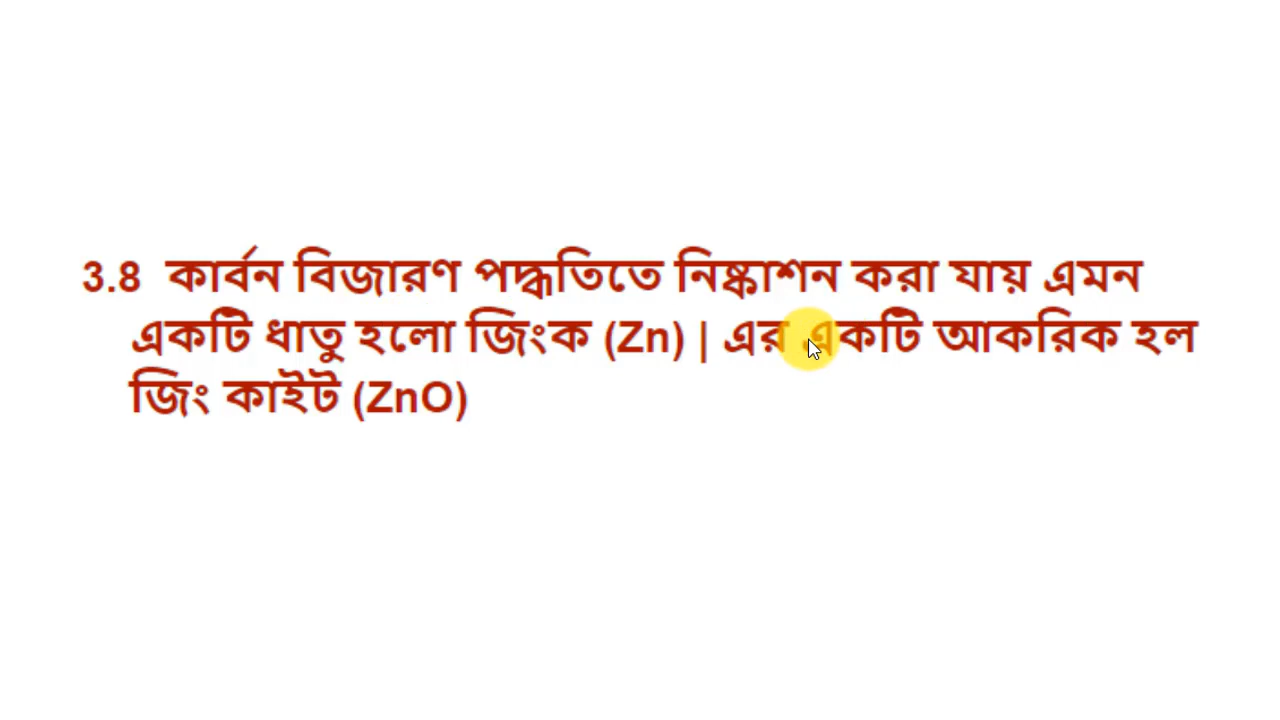 3.8 কার্বন বিজারণ পদ্ধতিতে নিষ্কাশন করা যায় এমন
একটি ধাতু হলো জিংক (Zn) | এর একটি আকরিক হল
জিং কাইট (ZnO)